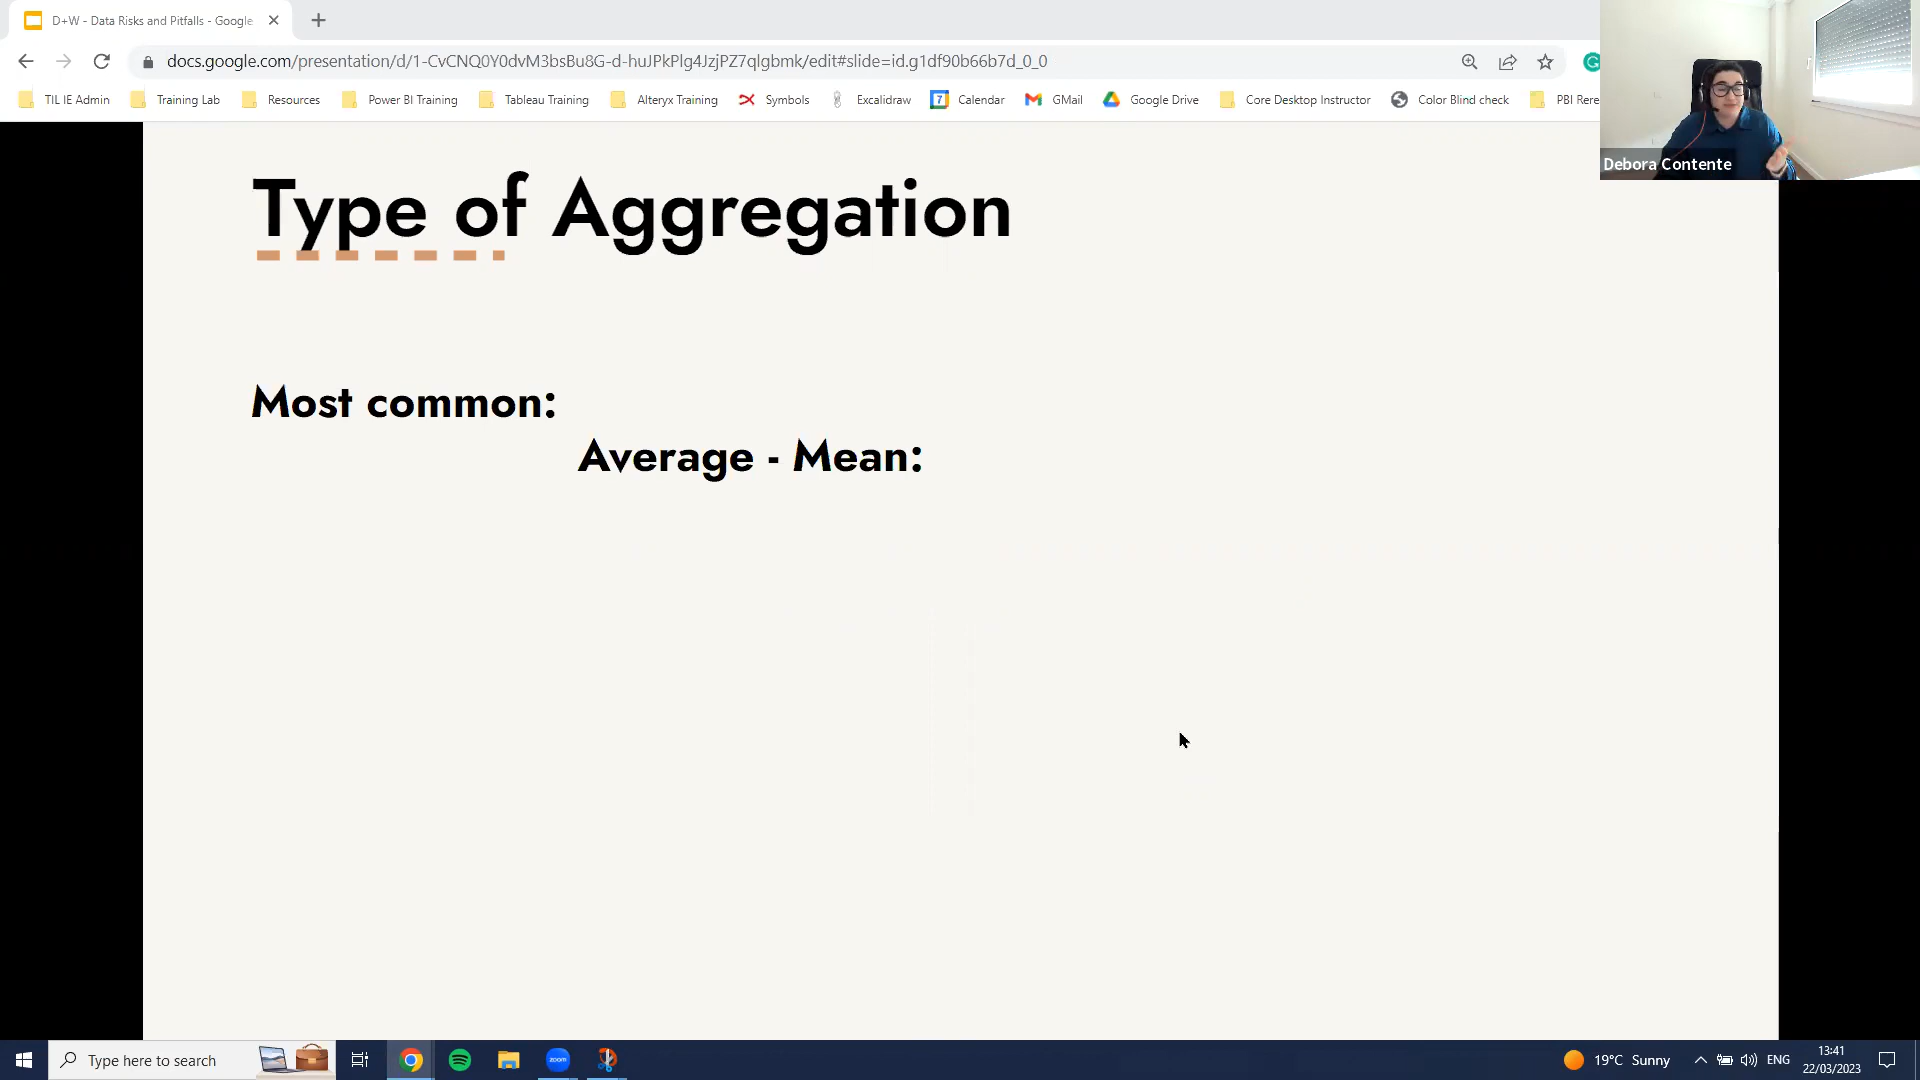 D+W - Data Risks and Pitfalls - Google
docs.google.com/presentation/d/1-CvCNQ0Y0dvM3bsBu8G-d-huJPkPlg4JzjPZ7qlgbmk/edit#slide=id.g1df90b66b7d_0_0
TIL IE Admin Training Lab Resources Power BI Training Tableau Training Alteryx Training Symbols Excalidraw 7 Calendar GMail Google Drive Core Desktop Instructor Color Blind check PBI Rere
Debora Contente
Type of Aggregation
Most common:
Average - Mean:
Type here to search
zoom
19°C Sunny
ENG
13:41
22/03/2023